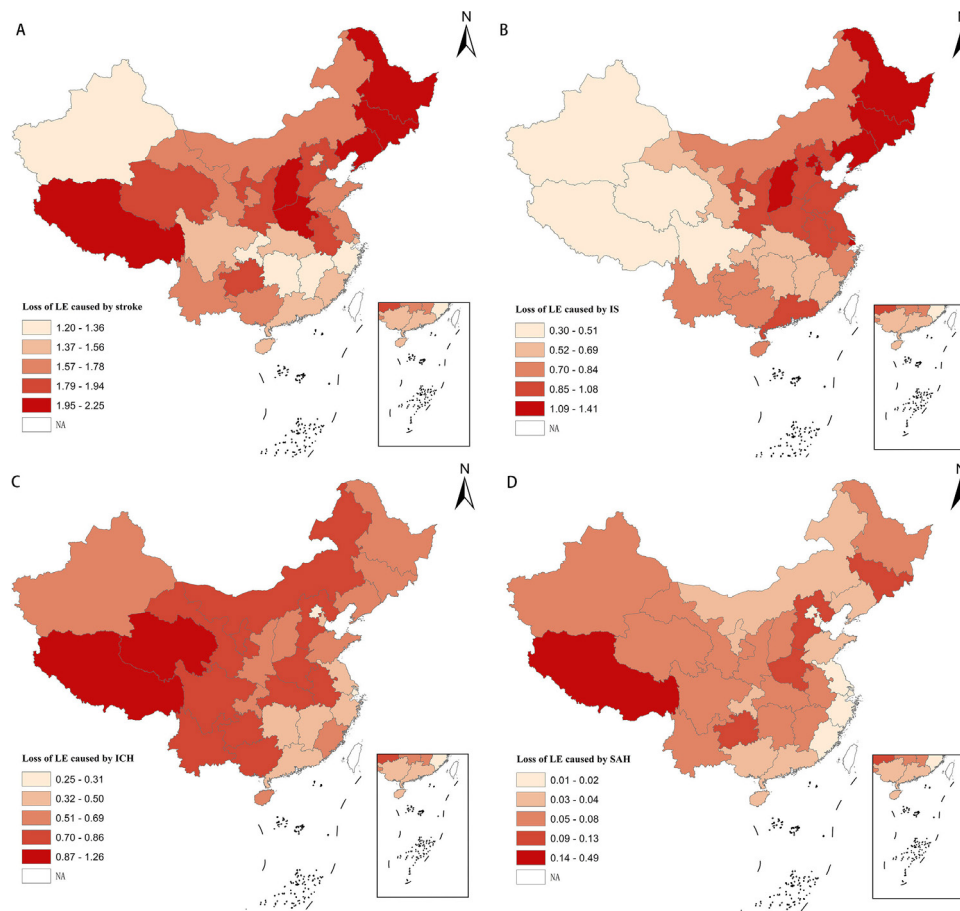 A
N
Loss of LE caused by stroke
1.20 - 1.36
1.37 - 1.56
1.57 - 1.78
1.79 - 1.94
1.95 - 2.25
NA
B
N
Loss of LE caused by IS
0.30 - 0.51
0.52 - 0.69
0.70 - 0.84
0.85 - 1.08
1.09 - 1.41
NA
C
N
Loss of LE caused by ICH
0.25 - 0.31
0.32 - 0.50
0.51 - 0.69
0.70 - 0.86
0.87 - 1.26
NA
D
N
Loss of LE caused by SAH
0.01 - 0.02
0.03 - 0.04
0.05 - 0.08
0.09 - 0.13
0.14 - 0.49
NA